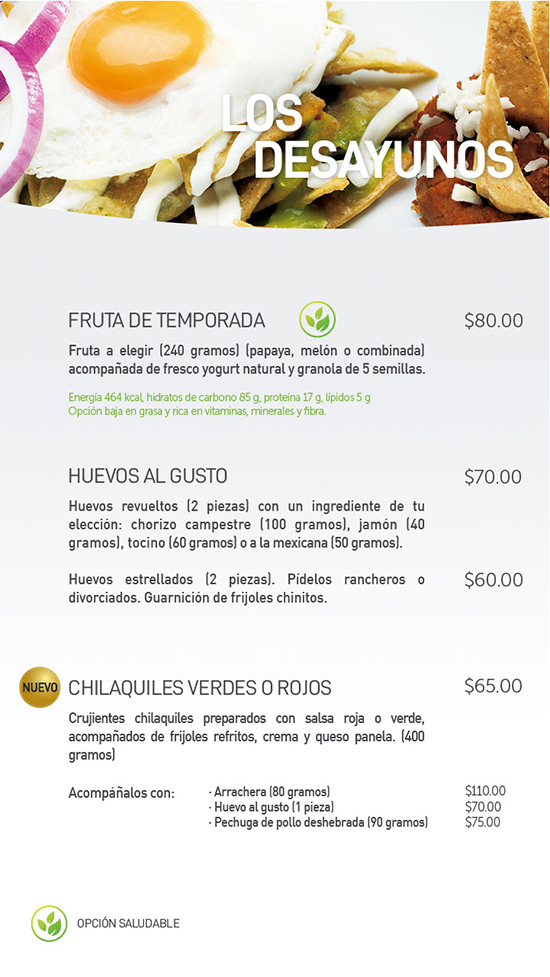 LOS
DESAYUNOS
FRUTA DE TEMPORADA $80.00
Fruta a elegir (240 gramos) (papaya, melón o combinada)
acompañada de fresco yogurt natural y granola de 5 semillas.
Energía 464 kcal, hidratos de carbono 85 g, proteína 17 g, lípidos 5 g
Opción baja en grasa y rica en vitaminas, minerales y fibra.
HUEVOS AL GUSTO $70.00
Huevos revueltos (2 piezas) con un ingrediente de tu
elección: chorizo campestre (100 gramos), jamón (40
gramos), tocino (60 gramos) o a la mexicana (50 gramos).
Huevos estrellados (2 piezas). Pídelos rancheros o $60.00
divorciados. Guarnición de frijoles chinitos.
NUEVO CHILAQUILES VERDES O ROJOS $65.00
Crujientes chilaquiles preparados con salsa roja o verde,
acompañados de frijoles refritos, crema y queso panela. (400
gramos)
Acompáñalos con: · Arrachera (80 gramos) $110.00
· Huevo al gusto (1 pieza) $70.00
· Pechuga de pollo deshebrada (90 gramos) $75.00
OPCIÓN SALUDABLE